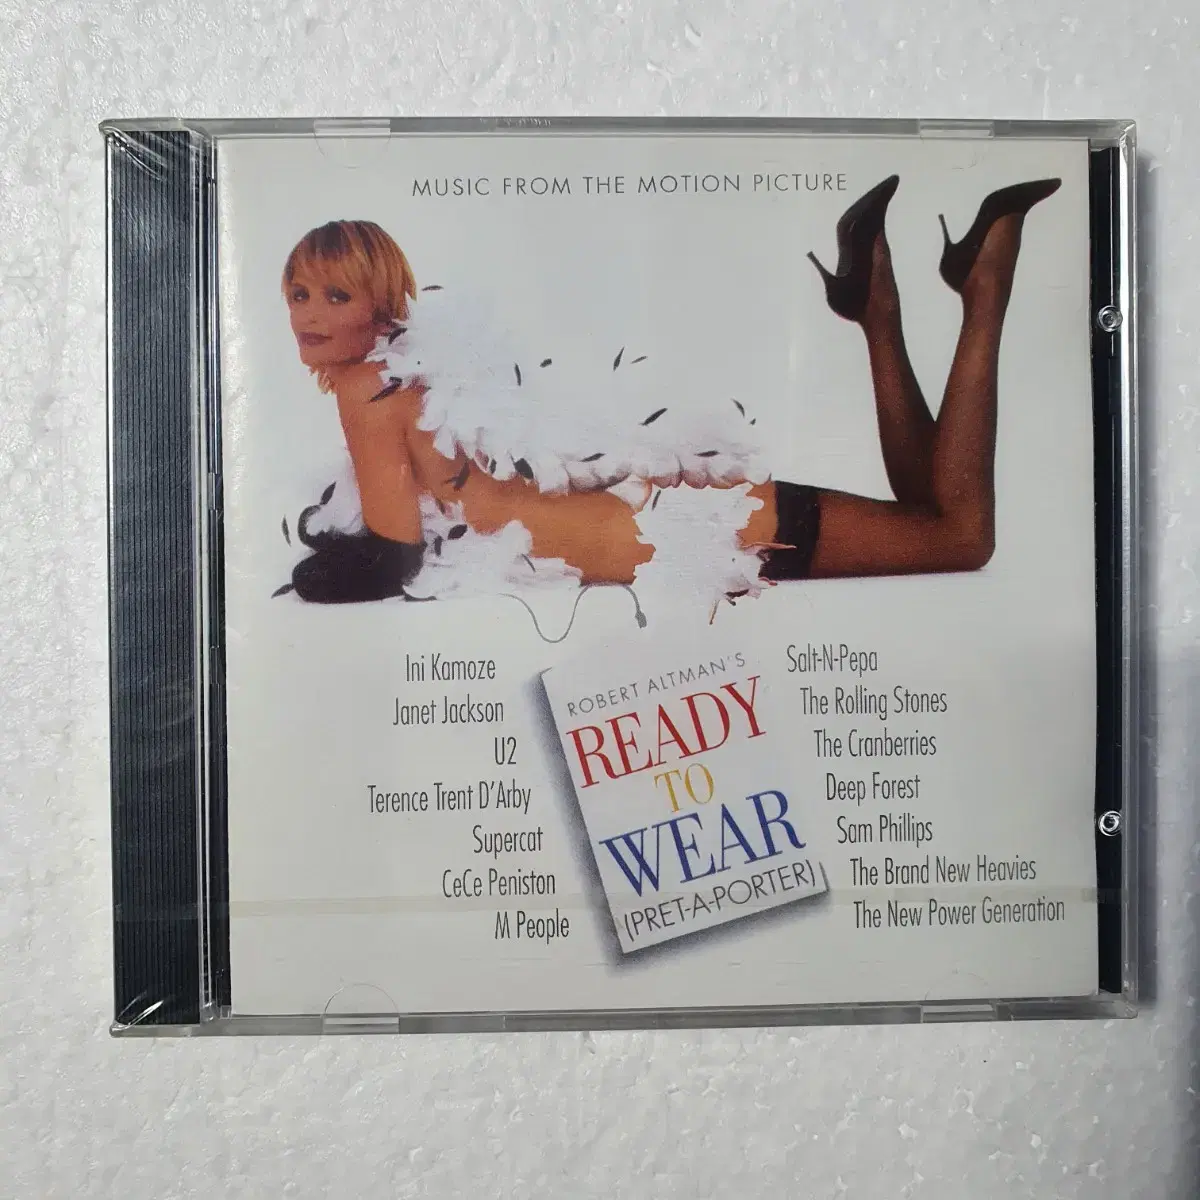 MUSIC FROM THE MOTION PICTURE
Ini Kamoze
Janet Jackson
U2
Terence Trent D'Arby
Supercat
CeCe Peniston
M People
ROBERT ALTMAN'S
READY
TO
WEAR
(PRET-A-PORTER)
Salt-N-Pepa
The Rolling Stones
The Cranberries
Deep Forest
Sam Phillips
The Brand New Heavies
The New Power Generation